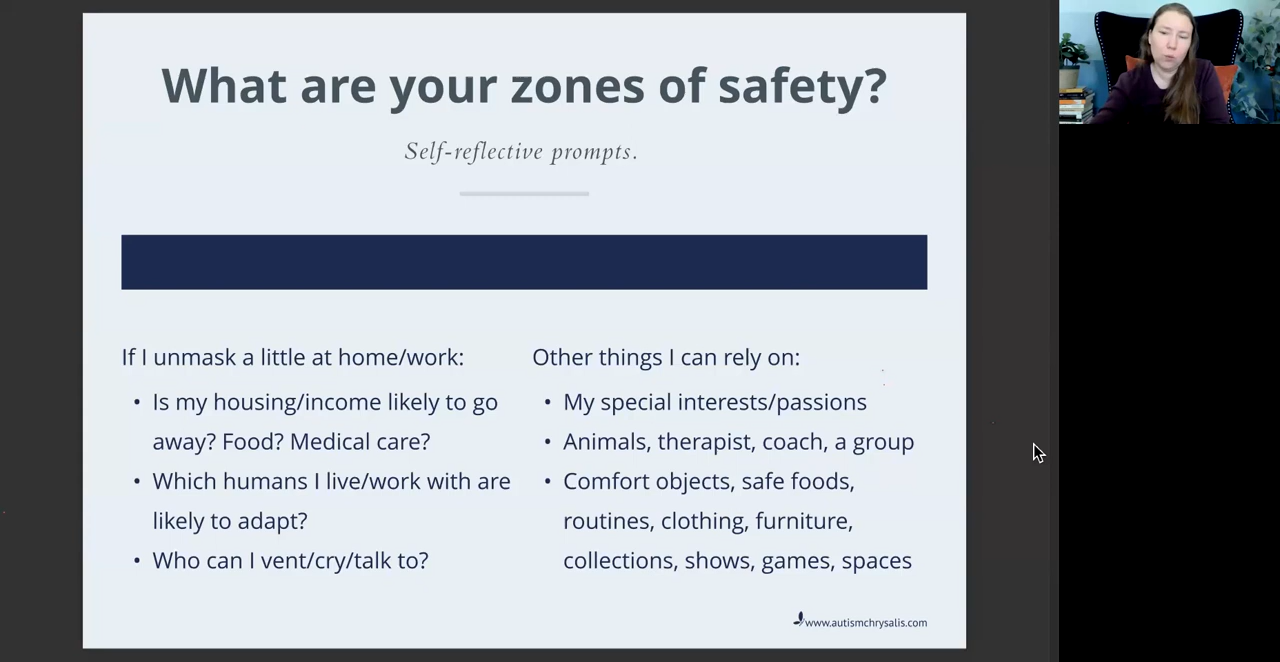 What are your zones of safety?
Self-reflective prompts.
If I unmask a little at home/work:
• Is my housing/income likely to go
away? Food? Medical care?
• Which humans I live/work with are
likely to adapt?
• Who can I vent/cry/talk to?
Other things I can rely on:
• My special interests/passions
• Animals, therapist, coach, a group
• Comfort objects, safe foods,
routines, clothing, furniture,
collections, shows, games, spaces
www.autismchrysalis.com